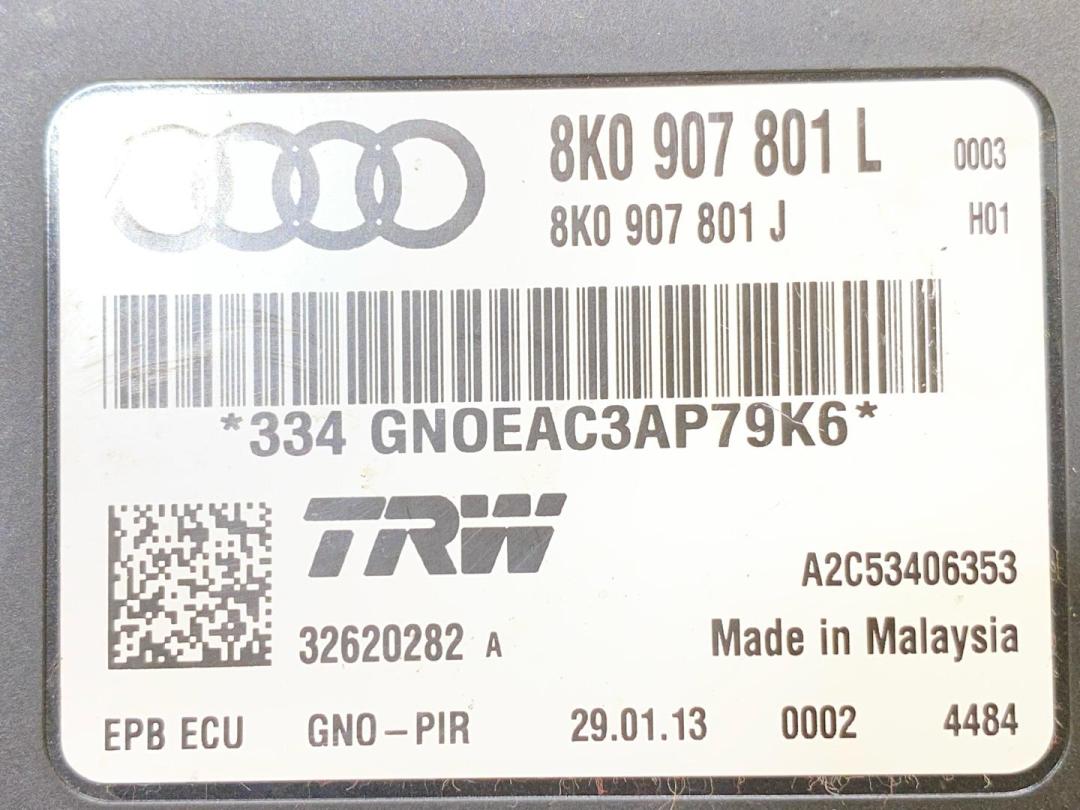 8K0 907 801 L 0003
8K0 907 801 J H01
*334 GNOEAC3AP79K6*
TRW
A2C53406353
32620282 A Made in Malaysia
EPB ECU GNO-PIR 29.01.13 0002 4484